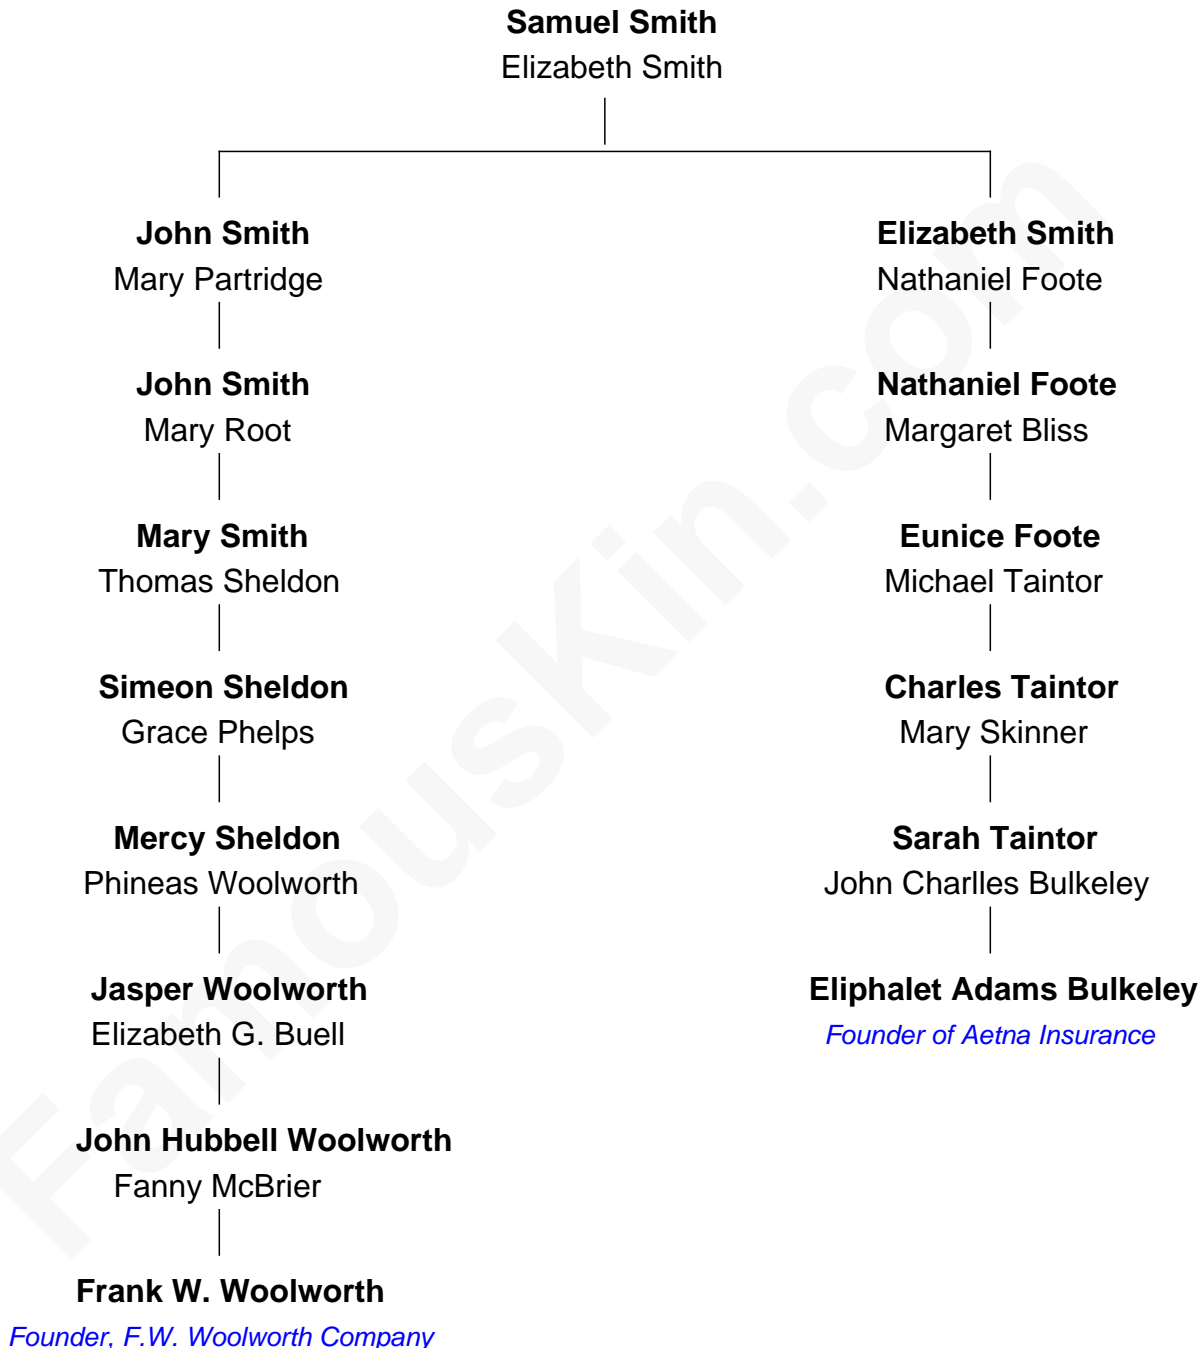 Samuel Smith
Elizabeth Smith
John Smith
Mary Partridge
John Smith
Mary Root
Mary Smith
Thomas Sheldon
Simeon Sheldon
Grace Phelps
Mercy Sheldon
Phineas Woolworth
Jasper Woolworth
Elizabeth G. Buell
John Hubbell Woolworth
Fanny McBrier
Frank W. Woolworth
Founder, F.W. Woolworth Company
Elizabeth Smith
Nathaniel Foote
Nathaniel Foote
Margaret Bliss
Eunice Foote
Michael Taintor
Charles Taintor
Mary Skinner
Sarah Taintor
John Charlles Bulkeley
Eliphalet Adams Bulkeley
Founder of Aetna Insurance
FamousKin.com